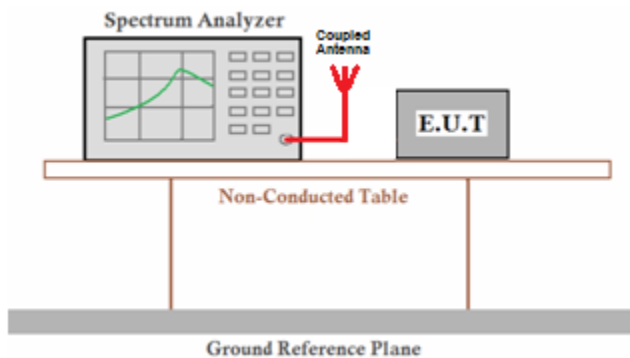 Spectrum Analyzer
Coupled
Antenna
E.U.T
Non-Conducted Table
Ground Reference Plane